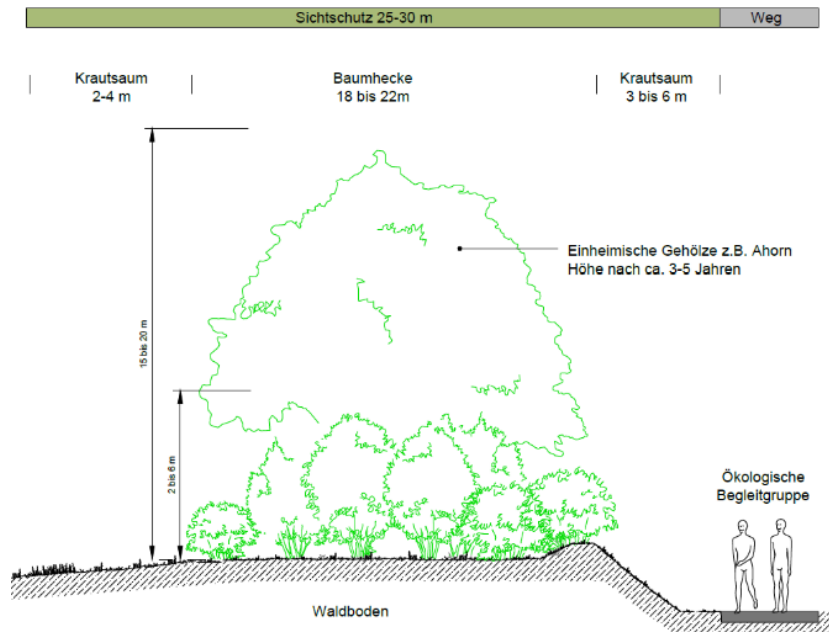 Sichtschutz 25-30 m
Weg
Krautsaum
2-4 m
Baumhecke
18 bis 22m
Krautsaum
3 bis 6 m
Einheimische Gehölze z.B. Ahorn
Höhe nach ca. 3-5 Jahren
15 bis 20 m
2 bis 6 m
Ökologische
Begleitgruppe
Waldboden